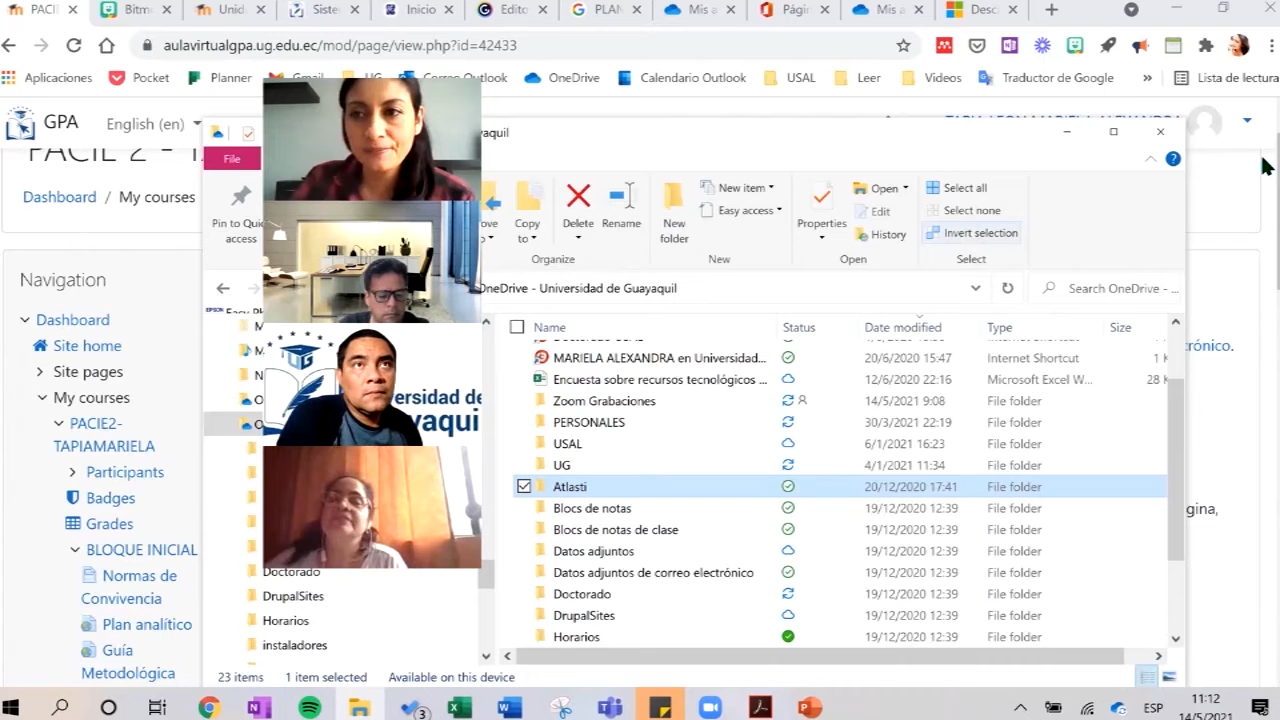 PACII
Bitm
Unid
Siste
Inicio
Edito
PLAN
Mis a
Págin
Mis a
Desc
aulavirtualgpa.ug.edu.ec/mod/page/view.php?id=42433
Aplicaciones
Pocket
Planner
Gmail
UG
Correo Outlook
OneDrive
Calendario Outlook
USAL
Leer
Videos
Traductor de Google
»
Lista de lectura
GPA
English (en)
Dashboard / My courses
Navigation
Dashboard
Site home
Site pages
My courses
PACIE2-
TAPIAMARIELA
Participants
Badges
Grades
BLOQUE INICIAL
Normas de
Convivencia
Plan analítico
Guía
Metodológica
yaquil
File
Pin to Quic
access
ove
to
Copy
to
Delete
Rename
Organize
New
folder
New item
Easy access
New
Properties
Open
Edit
History
Open
Select all
Select none
Invert selection
Select
OneDrive - Universidad de Guayaquil
Search OneDrive - ...
EPSON
Name
Status
Date modified
Type
Size
MARIELA ALEXANDRA en Universidad... 20/6/2020 15:47 Internet Shortcut 1 K
Encuesta sobre recursos tecnológicos ... 12/6/2020 22:16 Microsoft Excel W... 28 K
Zoom Grabaciones 14/5/2021 9:08 File folder
PERSONALES 30/3/2021 22:19 File folder
USAL 6/1/2021 16:23 File folder
UG 4/1/2021 11:34 File folder
Atlasti 20/12/2020 17:41 File folder
Blocs de notas 19/12/2020 12:39 File folder
Blocs de notas de clase 19/12/2020 12:39 File folder
Datos adjuntos 19/12/2020 12:39 File folder
Datos adjuntos de correo electrónico 19/12/2020 12:39 File folder
Doctorado 19/12/2020 12:39 File folder
DrupalSites 19/12/2020 12:39 File folder
Horarios 19/12/2020 12:39 File folder
Doctorado
DrupalSites
Horarios
instaladores
UG
ersidad de
ayaqui
ctrónico.
gina,
23 items
1 item selected
Available on this device
3
ESP
11:12
14/5/2021